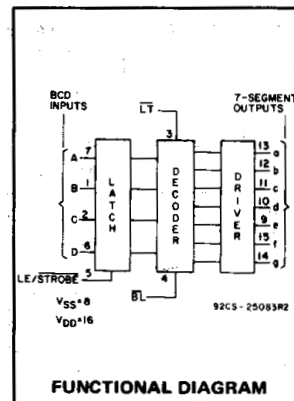 BCD
INPUTS
7-SEGMENT
OUTPUTS
LT
3
A 7
B 1
C 2
D 6
LE/STROBE
5
LATCH
DECODER
DRIVER
13 a
12 b
11 c
10 d
9 e
15 f
14 g
4
BL
VSS=8
VDD=16
92CS-25083R2
FUNCTIONAL DIAGRAM